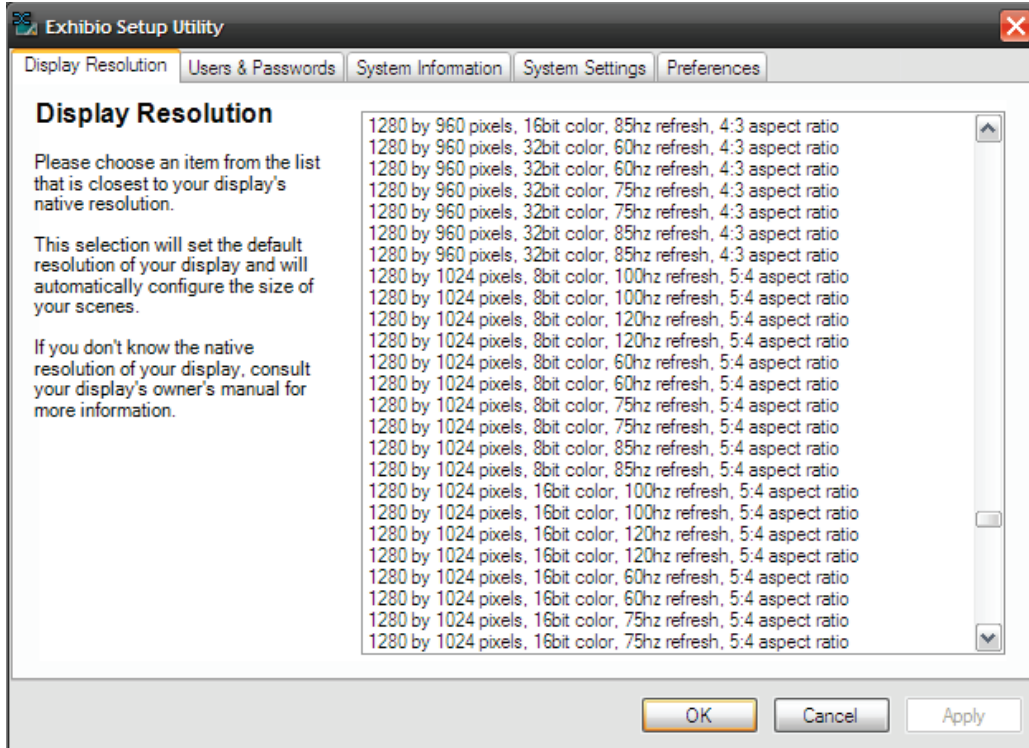 Exhibio Setup Utility
Display Resolution Users & Passwords System Information System Settings Preferences
Display Resolution
Please choose an item from the list
that is closest to your display's
native resolution.
This selection will set the default
resolution of your display and will
automatically configure the size of
your scenes.
If you don't know the native
resolution of your display, consult
your display's owner's manual for
more information.
1280 by 960 pixels, 16bit color, 85hz refresh, 4:3 aspect ratio
1280 by 960 pixels, 32bit color, 60hz refresh, 4:3 aspect ratio
1280 by 960 pixels, 32bit color, 60hz refresh, 4:3 aspect ratio
1280 by 960 pixels, 32bit color, 75hz refresh, 4:3 aspect ratio
1280 by 960 pixels, 32bit color, 75hz refresh, 4:3 aspect ratio
1280 by 960 pixels, 32bit color, 85hz refresh, 4:3 aspect ratio
1280 by 960 pixels, 32bit color, 85hz refresh, 4:3 aspect ratio
1280 by 1024 pixels, 8bit color, 100hz refresh, 5:4 aspect ratio
1280 by 1024 pixels, 8bit color, 100hz refresh, 5:4 aspect ratio
1280 by 1024 pixels, 8bit color, 120hz refresh, 5:4 aspect ratio
1280 by 1024 pixels, 8bit color, 120hz refresh, 5:4 aspect ratio
1280 by 1024 pixels, 8bit color, 60hz refresh, 5:4 aspect ratio
1280 by 1024 pixels, 8bit color, 60hz refresh, 5:4 aspect ratio
1280 by 1024 pixels, 8bit color, 75hz refresh, 5:4 aspect ratio
1280 by 1024 pixels, 8bit color, 75hz refresh, 5:4 aspect ratio
1280 by 1024 pixels, 8bit color, 85hz refresh, 5:4 aspect ratio
1280 by 1024 pixels, 8bit color, 85hz refresh, 5:4 aspect ratio
1280 by 1024 pixels, 16bit color, 100hz refresh, 5:4 aspect ratio
1280 by 1024 pixels, 16bit color, 100hz refresh, 5:4 aspect ratio
1280 by 1024 pixels, 16bit color, 120hz refresh, 5:4 aspect ratio
1280 by 1024 pixels, 16bit color, 120hz refresh, 5:4 aspect ratio
1280 by 1024 pixels, 16bit color, 60hz refresh, 5:4 aspect ratio
1280 by 1024 pixels, 16bit color, 60hz refresh, 5:4 aspect ratio
1280 by 1024 pixels, 16bit color, 75hz refresh, 5:4 aspect ratio
1280 by 1024 pixels, 16bit color, 75hz refresh, 5:4 aspect ratio
OK Cancel Apply